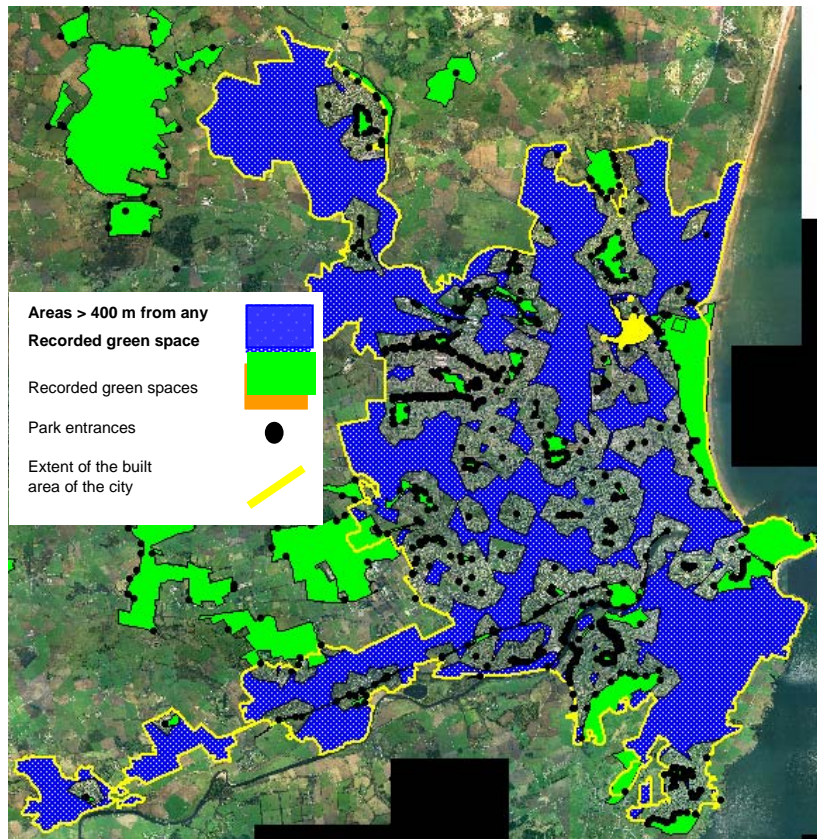 Areas > 400 m from any
Recorded green space
Recorded green spaces
Park entrances
Extent of the built
area of the city